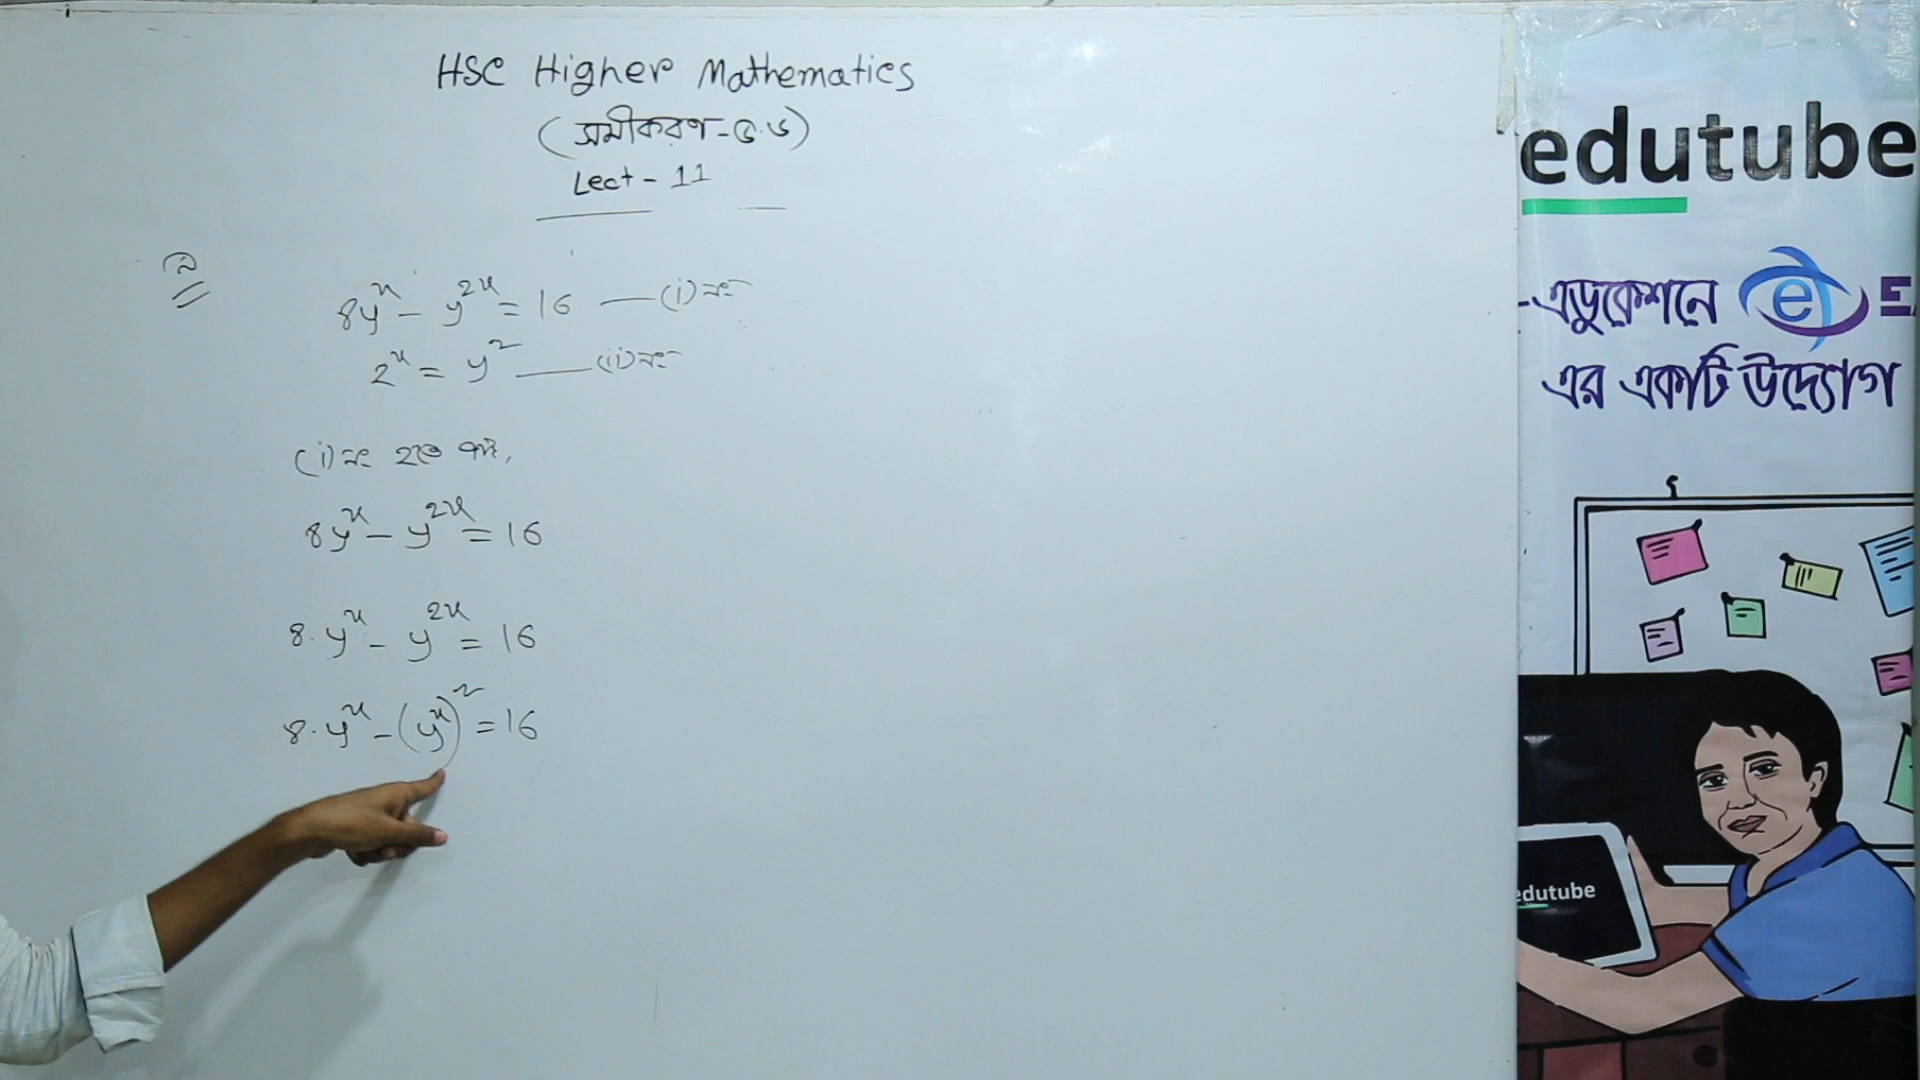 HSC Higher Mathematics
(সমীকরণ-৫.৬)
Lect - 11
8y^x - y^2x = 16 —(i) নং
2^x = y^2 —(ii) নং
(i) নং হতে পাই,
8y^x - y^2x = 16
8. y^x - y^2x = 16
8. y^x - (y^x)^2 = 16
edutube
-এডুকেশনে e E
এর একটি উদ্যোগ
edutube